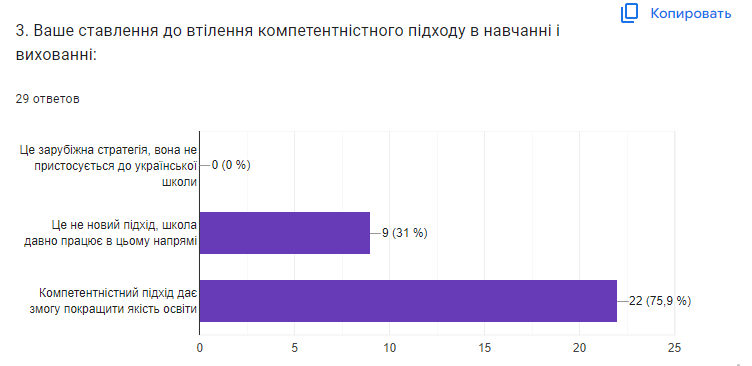 Копировать
3. Ваше ставлення до втілення компетентністного підходу в навчанні і
вихованні:
29 ответов
Це зарубіжна стратегія, вона не
пристосується до української
школи
0 (0 %)
Це не новий підхід, школа
давно працює в цьому напрямі
9 (31 %)
Компетентністний підхід дає
змогу покращити якість освіти
22 (75,9 %)
0 5 10 15 20 25